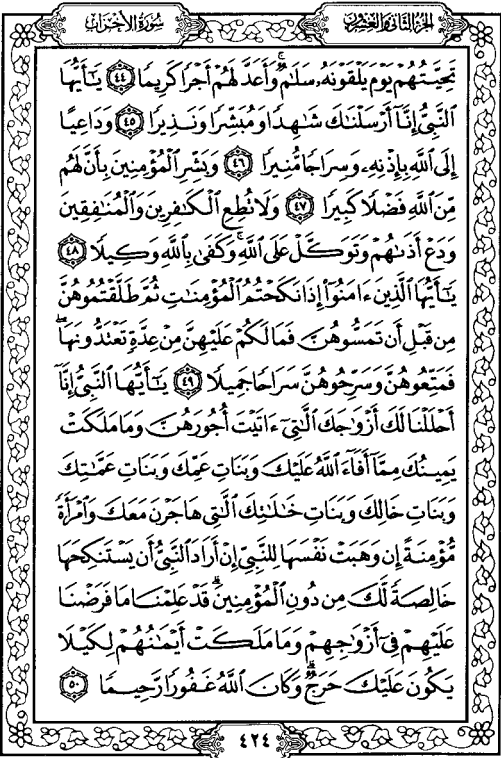 الجزء الثاني والعشرون
سورة الأحزاب
تَحِيَّتُهُمْ يَوْمَ يَلْقَوْنَهُۥ سَلَٰمٌۚ وَأَعَدَّ لَهُمْ أَجْرًا كَرِيمًا ٤٤ يَٰٓأَيُّهَا
ٱلنَّبِىُّ إِنَّآ أَرْسَلْنَٰكَ شَٰهِدًا وَمُبَشِّرًا وَنَذِيرًا ٤٥ وَدَاعِيًا
إِلَى ٱللَّهِ بِإِذْنِهِۦ وَسِرَاجًا مُّنِيرًا ٤٦ وَبَشِّرِ ٱلْمُؤْمِنِينَ بِأَنَّ لَهُم
مِّنَ ٱللَّهِ فَضْلًا كَبِيرًا ٤٧ وَلَا تُطِعِ ٱلْكَٰفِرِينَ وَٱلْمُنَٰفِقِينَ
وَدَعْ أَذَىٰهُمْ وَتَوَكَّلْ عَلَى ٱللَّهِۚ وَكَفَىٰ بِٱللَّهِ وَكِيلًا ٤٨
يَٰٓأَيُّهَا ٱلَّذِينَ ءَامَنُوٓا۟ إِذَا نَكَحْتُمُ ٱلْمُؤْمِنَٰتِ ثُمَّ طَلَّقْتُمُوهُنَّ
مِن قَبْلِ أَن تَمَسُّوهُنَّ فَمَا لَكُمْ عَلَيْهِنَّ مِنْ عِدَّةٍ تَعْتَدُّونَهَاۖ
فَمَتِّعُوهُنَّ وَسَرِّحُوهُنَّ سَرَاحًا جَمِيلًا ٤٩ يَٰٓأَيُّهَا ٱلنَّبِىُّ إِنَّآ
أَحْلَلْنَا لَكَ أَزْوَٰجَكَ ٱلَّٰتِىٓ ءَاتَيْتَ أُجُورَهُنَّ وَمَا مَلَكَتْ
يَمِينُكَ مِمَّآ أَفَآءَ ٱللَّهُ عَلَيْكَ وَبَنَاتِ عَمِّكَ وَبَنَاتِ عَمَّٰتِكَ
وَبَنَاتِ خَالِكَ وَبَنَاتِ خَٰلَٰتِكَ ٱلَّٰتِى هَاجَرْنَ مَعَكَ وَٱمْرَأَةً
مُّؤْمِنَةً إِن وَهَبَتْ نَفْسَهَا لِلنَّبِىِّ إِنْ أَرَادَ ٱلنَّبِىُّ أَن يَسْتَنكِحَهَا
خَالِصَةً لَّكَ مِن دُونِ ٱلْمُؤْمِنِينَۗ قَدْ عَلِمْنَا مَا فَرَضْنَا
عَلَيْهِمْ فِىٓ أَزْوَٰجِهِمْ وَمَا مَلَكَتْ أَيْمَٰنُهُمْ لِكَيْلَا
يَكُونَ عَلَيْكَ حَرَجٌۗ وَكَانَ ٱللَّهُ غَفُورًا رَّحِيمًا ٥٠
٤٢٤